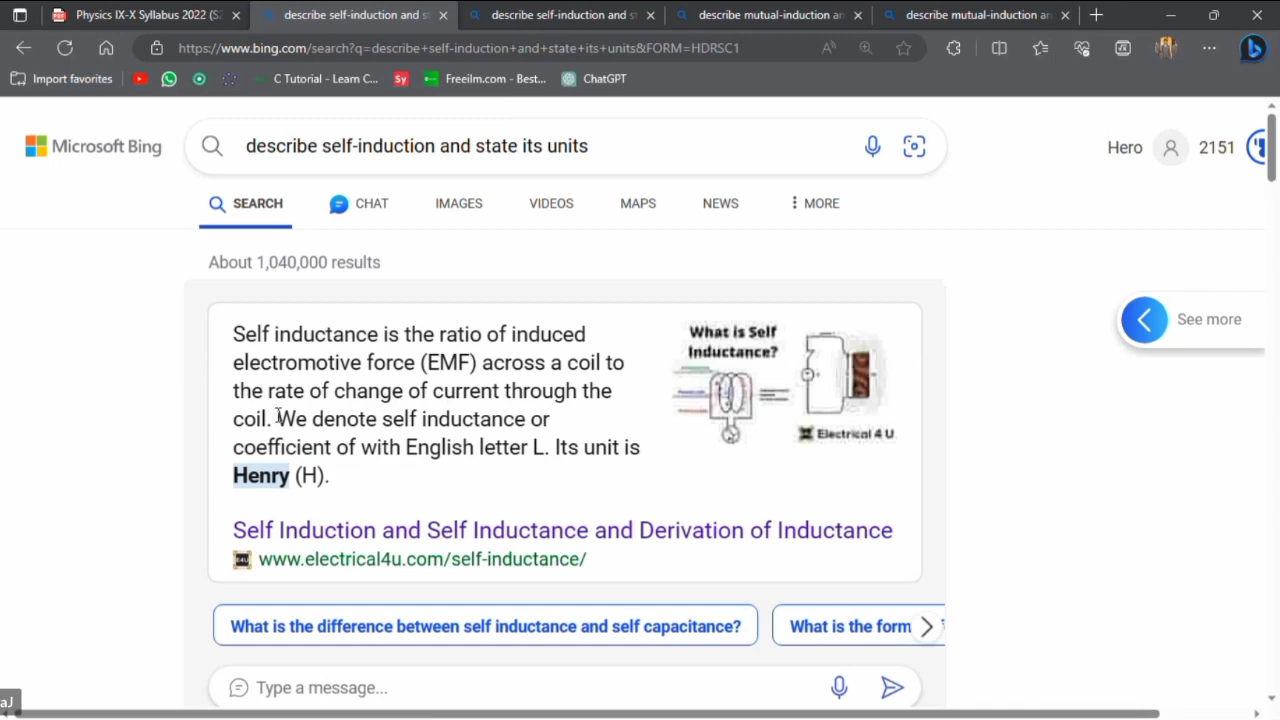 Physics IX-X Syllabus 2022 (S
describe self-induction and st
describe self-induction and st
describe mutual-induction an
describe mutual-induction an
https://www.bing.com/search?q=describe+self-induction+and+state+its+units&FORM=HDRSC1
Import favorites
C Tutorial - Learn C...
Sy
Freeilm.com - Best...
ChatGPT
Microsoft Bing
describe self-induction and state its units
Hero
2151
SEARCH
CHAT
IMAGES
VIDEOS
MAPS
NEWS
MORE
About 1,040,000 results
Self inductance is the ratio of induced
electromotive force (EMF) across a coil to
the rate of change of current through the
coil. We denote self inductance or
coefficient of with English letter L. Its unit is
Henry (H).
What is Self
Inductance?
Electrical 4 U
See more
Self Induction and Self Inductance and Derivation of Inductance
www.electrical4u.com/self-inductance/
What is the difference between self inductance and self capacitance?
What is the form
Type a message...
aJ